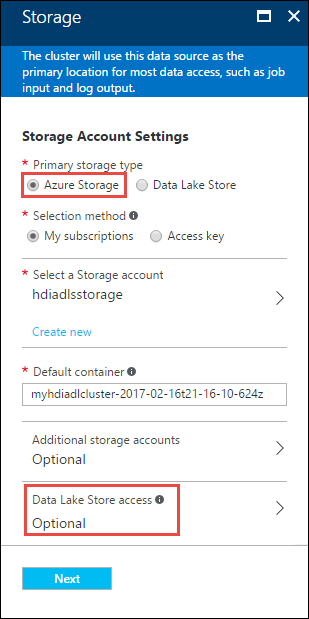 Storage
The cluster will use this data source as the
primary location for most data access, such as job
input and log output.
Storage Account Settings
* Primary storage type
Azure Storage Data Lake Store
* Selection method
My subscriptions Access key
* Select a Storage account
hdiadlsstorage
Create new
* Default container
myhdiadlcluster-2017-02-16t21-16-10-624z
Additional storage accounts
Optional
Data Lake Store access
Optional
Next